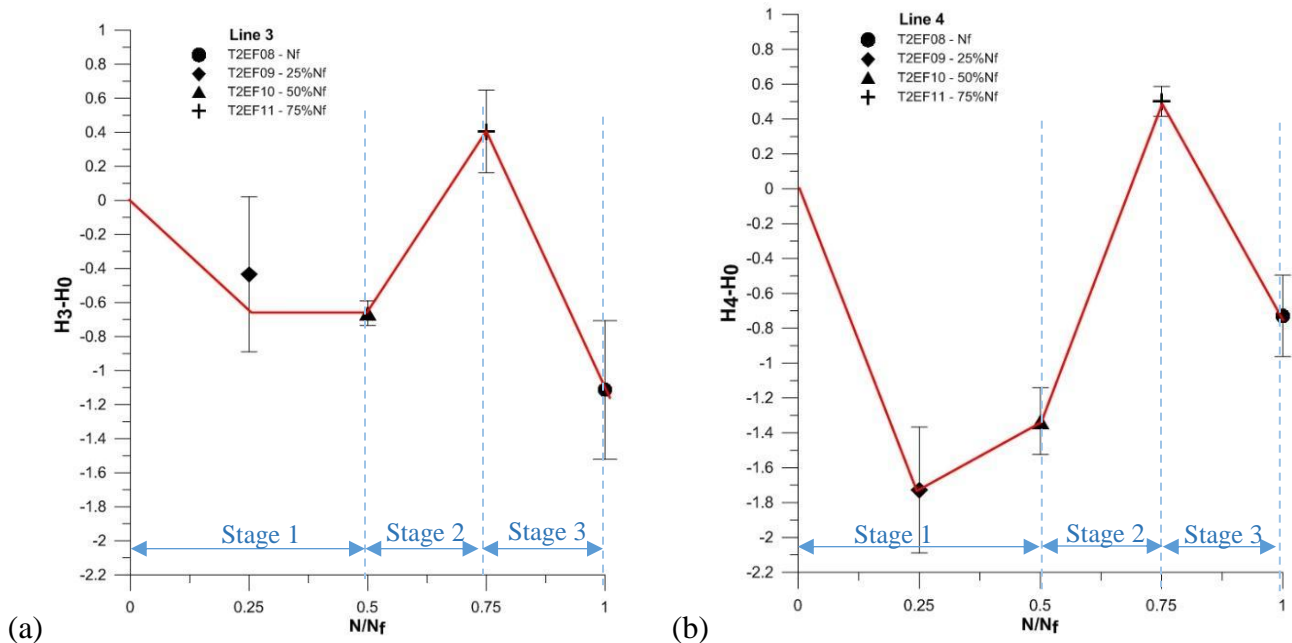 Line 3
T2EF08 - Nf
T2EF09 - 25%Nf
T2EF10 - 50%Nf
T2EF11 - 75%Nf
1
0.8
0.6
0.4
0.2
0
-0.2
-0.4
-0.6
-0.8
-1
-1.2
-1.4
-1.6
-1.8
-2
-2.2
H3-H0
Stage 1
Stage 2
Stage 3
0
0.25
0.5
0.75
1
N/Nf
(a)
Line 4
T2EF08 - Nf
T2EF09 - 25%Nf
T2EF10 - 50%Nf
T2EF11 - 75%Nf
1
0.8
0.6
0.4
0.2
0
-0.2
-0.4
-0.6
-0.8
-1
-1.2
-1.4
-1.6
-1.8
-2
-2.2
H4-H0
Stage 1
Stage 2
Stage 3
0
0.25
0.5
0.75
1
N/Nf
(b)